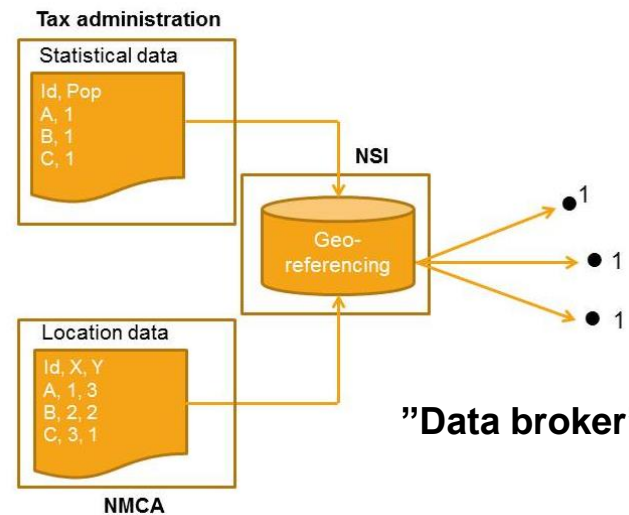 Tax administration
Statistical data
Id, Pop
A, 1
B, 1
C, 1
NSI
Geo-
referencing
1
1
1
Location data
Id, X, Y
A, 1, 3
B, 2, 2
C, 3, 1
NMCA
”Data broker